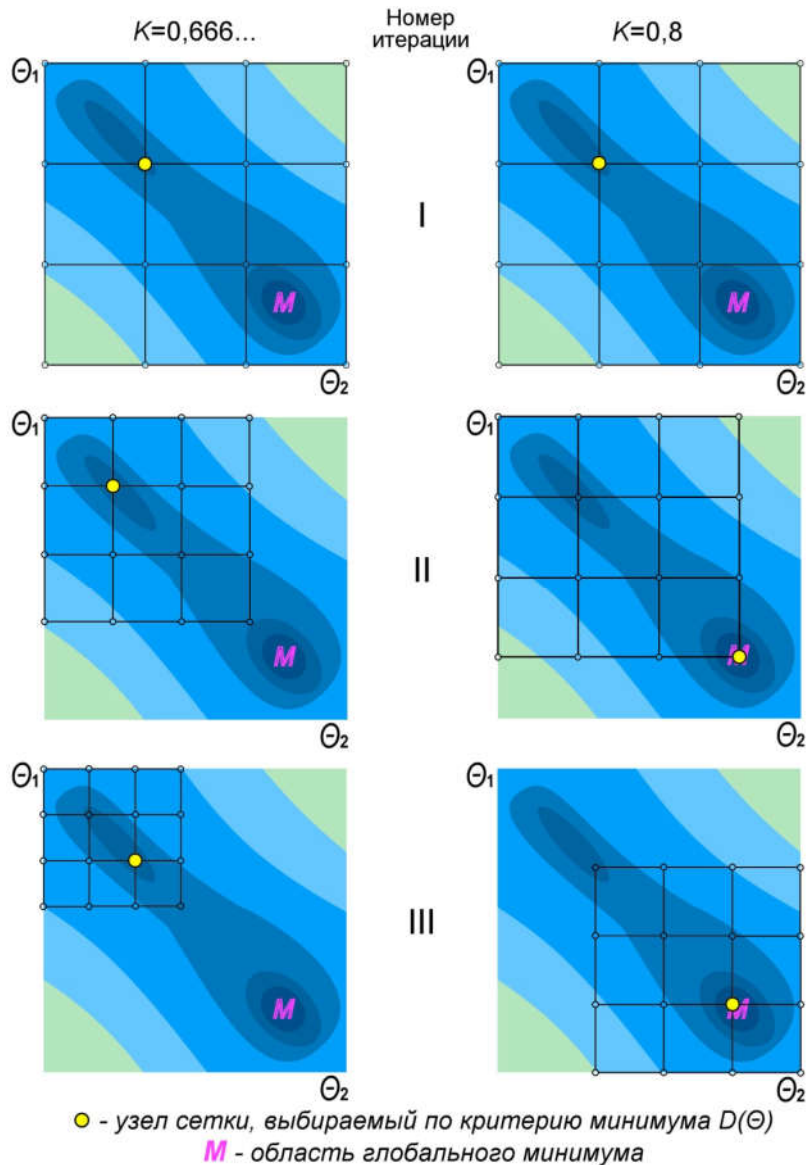 K=0,666...
Номер
итерации
K=0,8
Θ1
Θ1
I
M
M
Θ2
Θ2
Θ1
Θ1
II
M
M
Θ2
Θ2
Θ1
Θ1
III
M
M
Θ2
Θ2
- узел сетки, выбираемый по критерию минимума D(Θ)
M - область глобального минимума